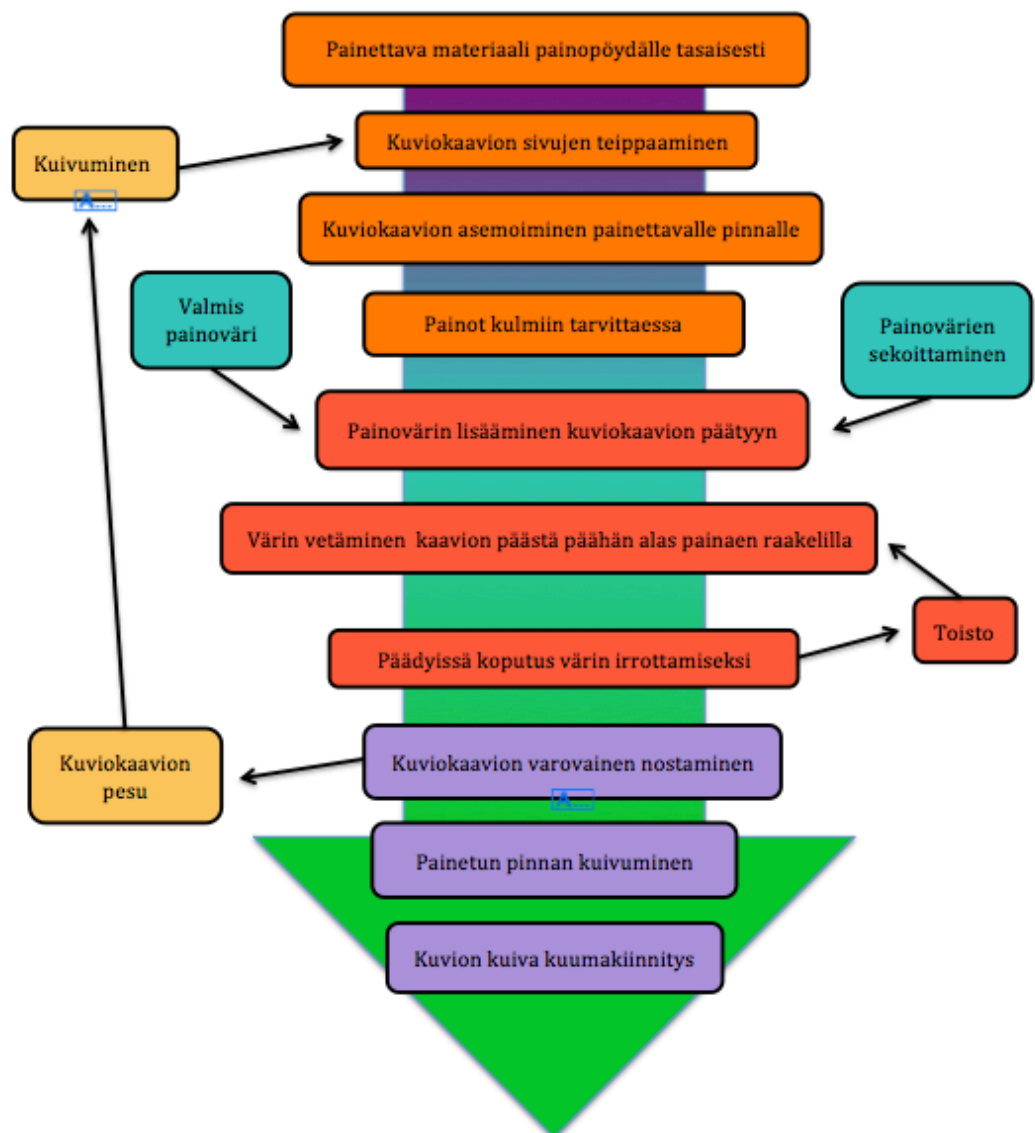 Painettava materiaali painopöydälle tasaisesti
Kuviokaavion sivujen teippaaminen
Kuivuminen
A...
Kuviokaavion asemoiminen painettavalle pinnalle
Valmis
painoväri
Painot kulmiin tarvittaessa
Painovärien
sekoittaminen
Painovärin lisääminen kuviokaavion päätyyn
Värin vetäminen kaavion päästä päähän alas painaen raakelilla
Toisto
Päädyissä koputus värin irrottamiseksi
Kuviokaavion
pesu
Kuviokaavion varovainen nostaminen
A...
Painetun pinnan kuivuminen
Kuvion kuiva kuumakiinnitys